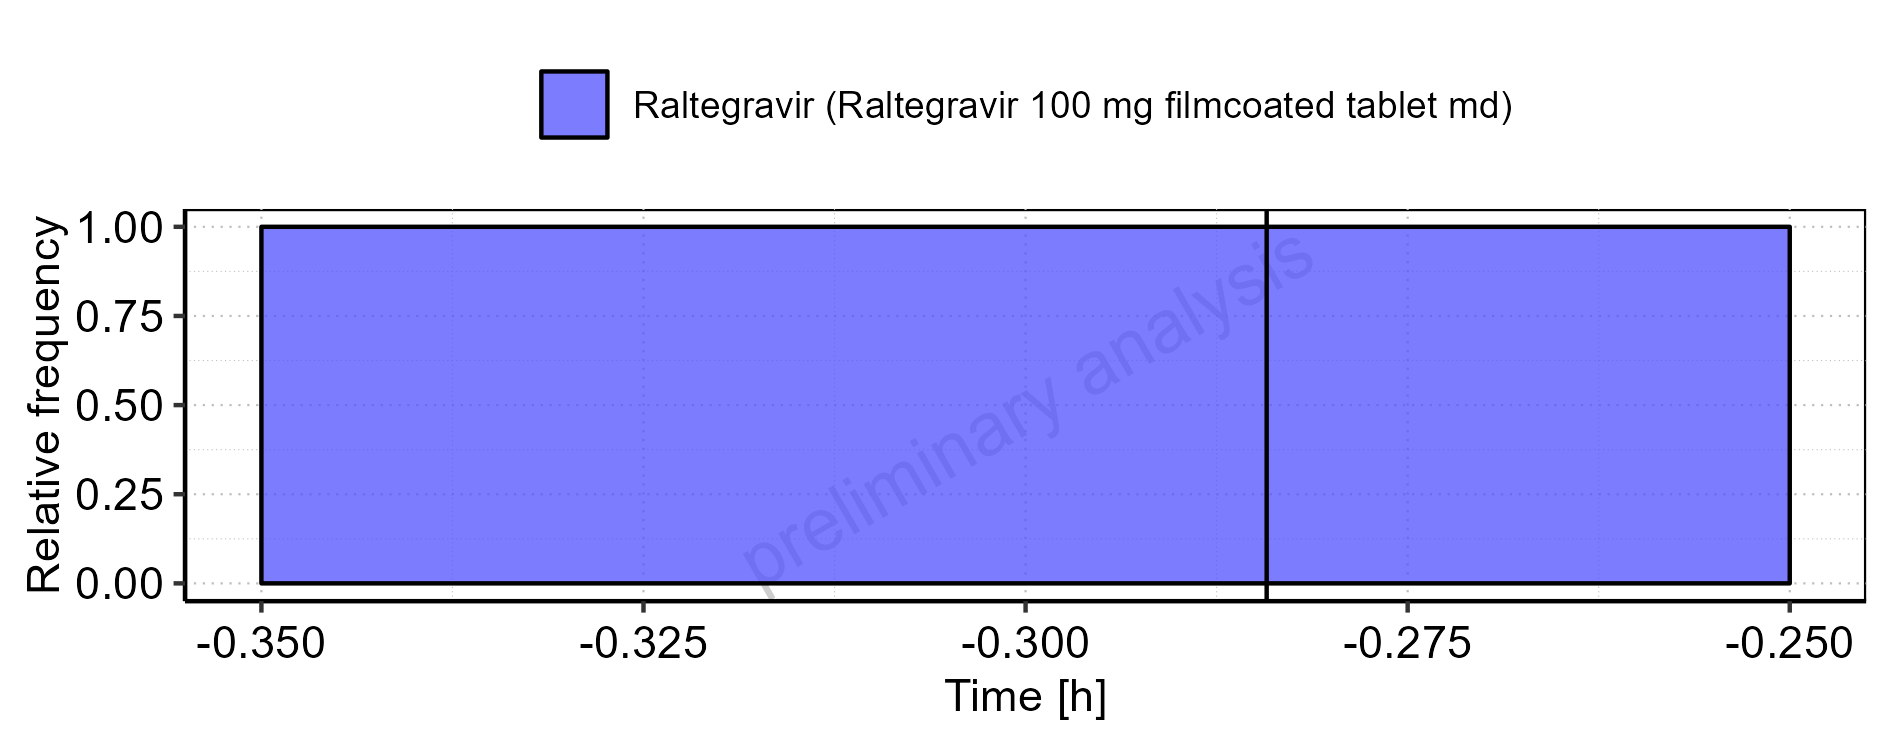 Raltegravir (Raltegravir 100 mg filmcoated tablet md)
Relative frequency
1.00
0.75
0.50
0.25
0.00
preliminary analysis
-0.350 -0.325 -0.300 -0.275 -0.250
Time [h]